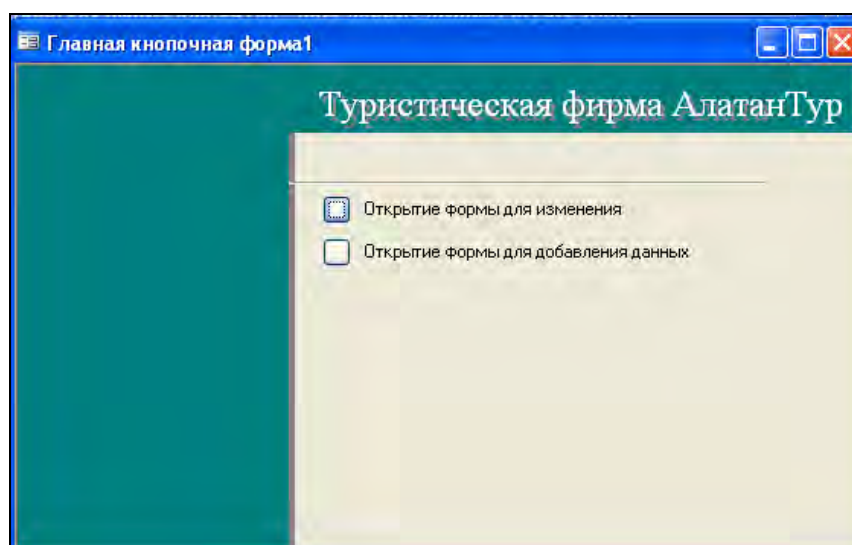 Главная кнопочная форма1
Туристическая фирма АлатанТур
Открытие формы для изменения
Открытие формы для добавления данных